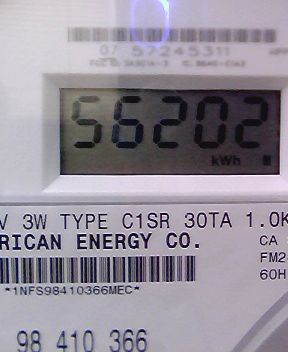 07 57245311
56202
kWh
V 3W TYPE C1SR 30TA 1.0K
RICAN ENERGY CO.
CA
FM2
60H
*1NFS98410366MEC*
98 410 366